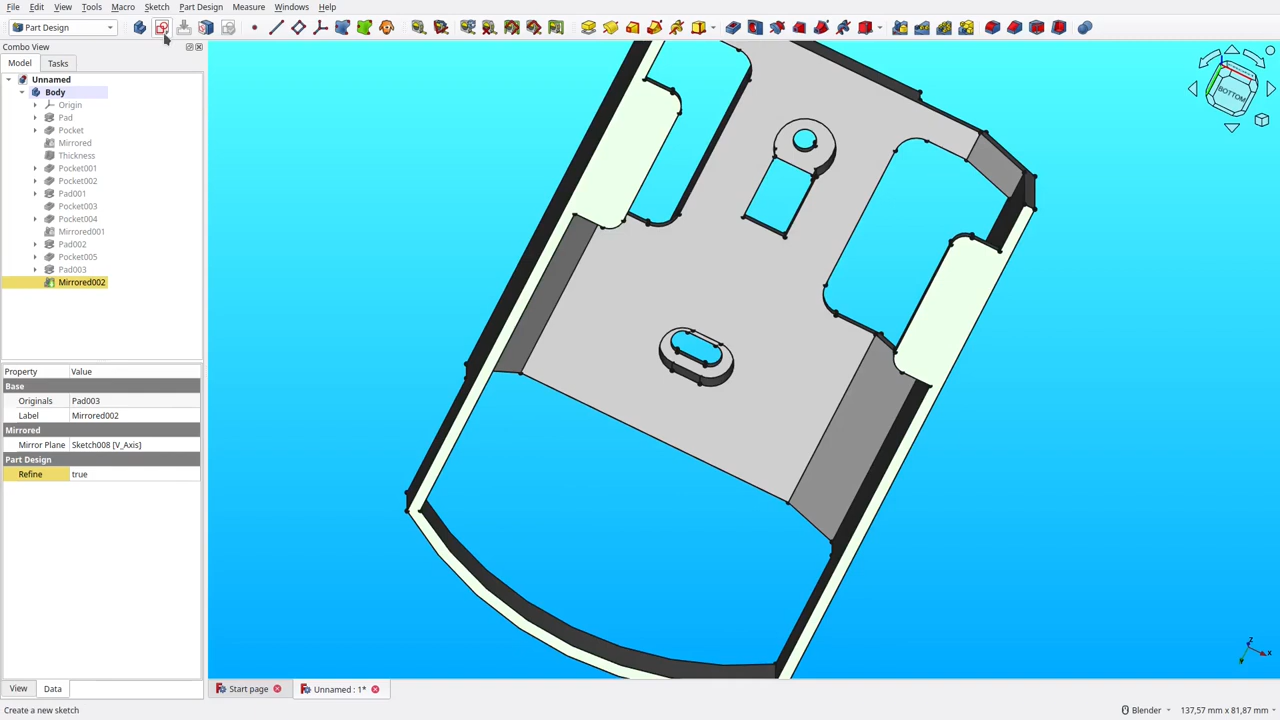 File Edit View Tools Macro Sketch Part Design Measure Windows Help
Part Design
Combo View
Model Tasks
Unnamed
Body
Origin
Pad
Pocket
Mirrored
Thickness
Pocket001
Pocket002
Pad001
Pocket003
Pocket004
Mirrored001
Pad002
Pocket005
Pad003
Mirrored002
Property Value
Base
Originals Pad003
Label Mirrored002
Mirrored
Mirror Plane Sketch008 [V_Axis]
Part Design
Refine true
View Data
BOTTOM
Z
X
Start page Unnamed : 1*
Create a new sketch
Blender 137,57 mm x 81,87 mm